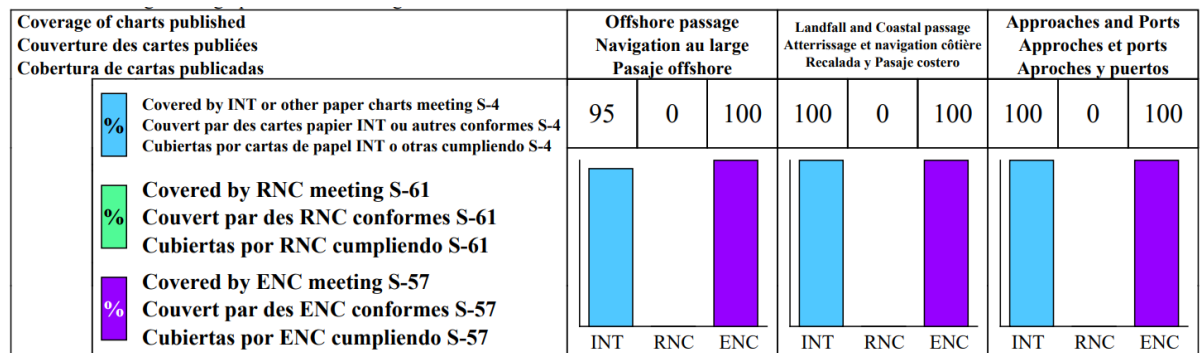 Coverage of charts published
Couverture des cartes publiées
Cobertura de cartas publicadas
Offshore passage
Navigation au large
Pasaje offshore
Landfall and Coastal passage
Atterrissage et navigation côtière
Recalada y Pasaje costero
Approaches and Ports
Approches et ports
Aproches y puertos
%
Covered by INT or other paper charts meeting S-4
Couvert par des cartes papier INT ou autres conformes S-4
Cubiertas por cartas de papel INT o otras cumpliendo S-4
95 0 100 100 0 100 100 0 100
%
Covered by RNC meeting S-61
Couvert par des RNC conformes S-61
Cubiertas por RNC cumpliendo S-61
%
Covered by ENC meeting S-57
Couvert par des ENC conformes S-57
Cubiertas por ENC cumpliendo S-57
INT RNC ENC INT RNC ENC INT RNC ENC